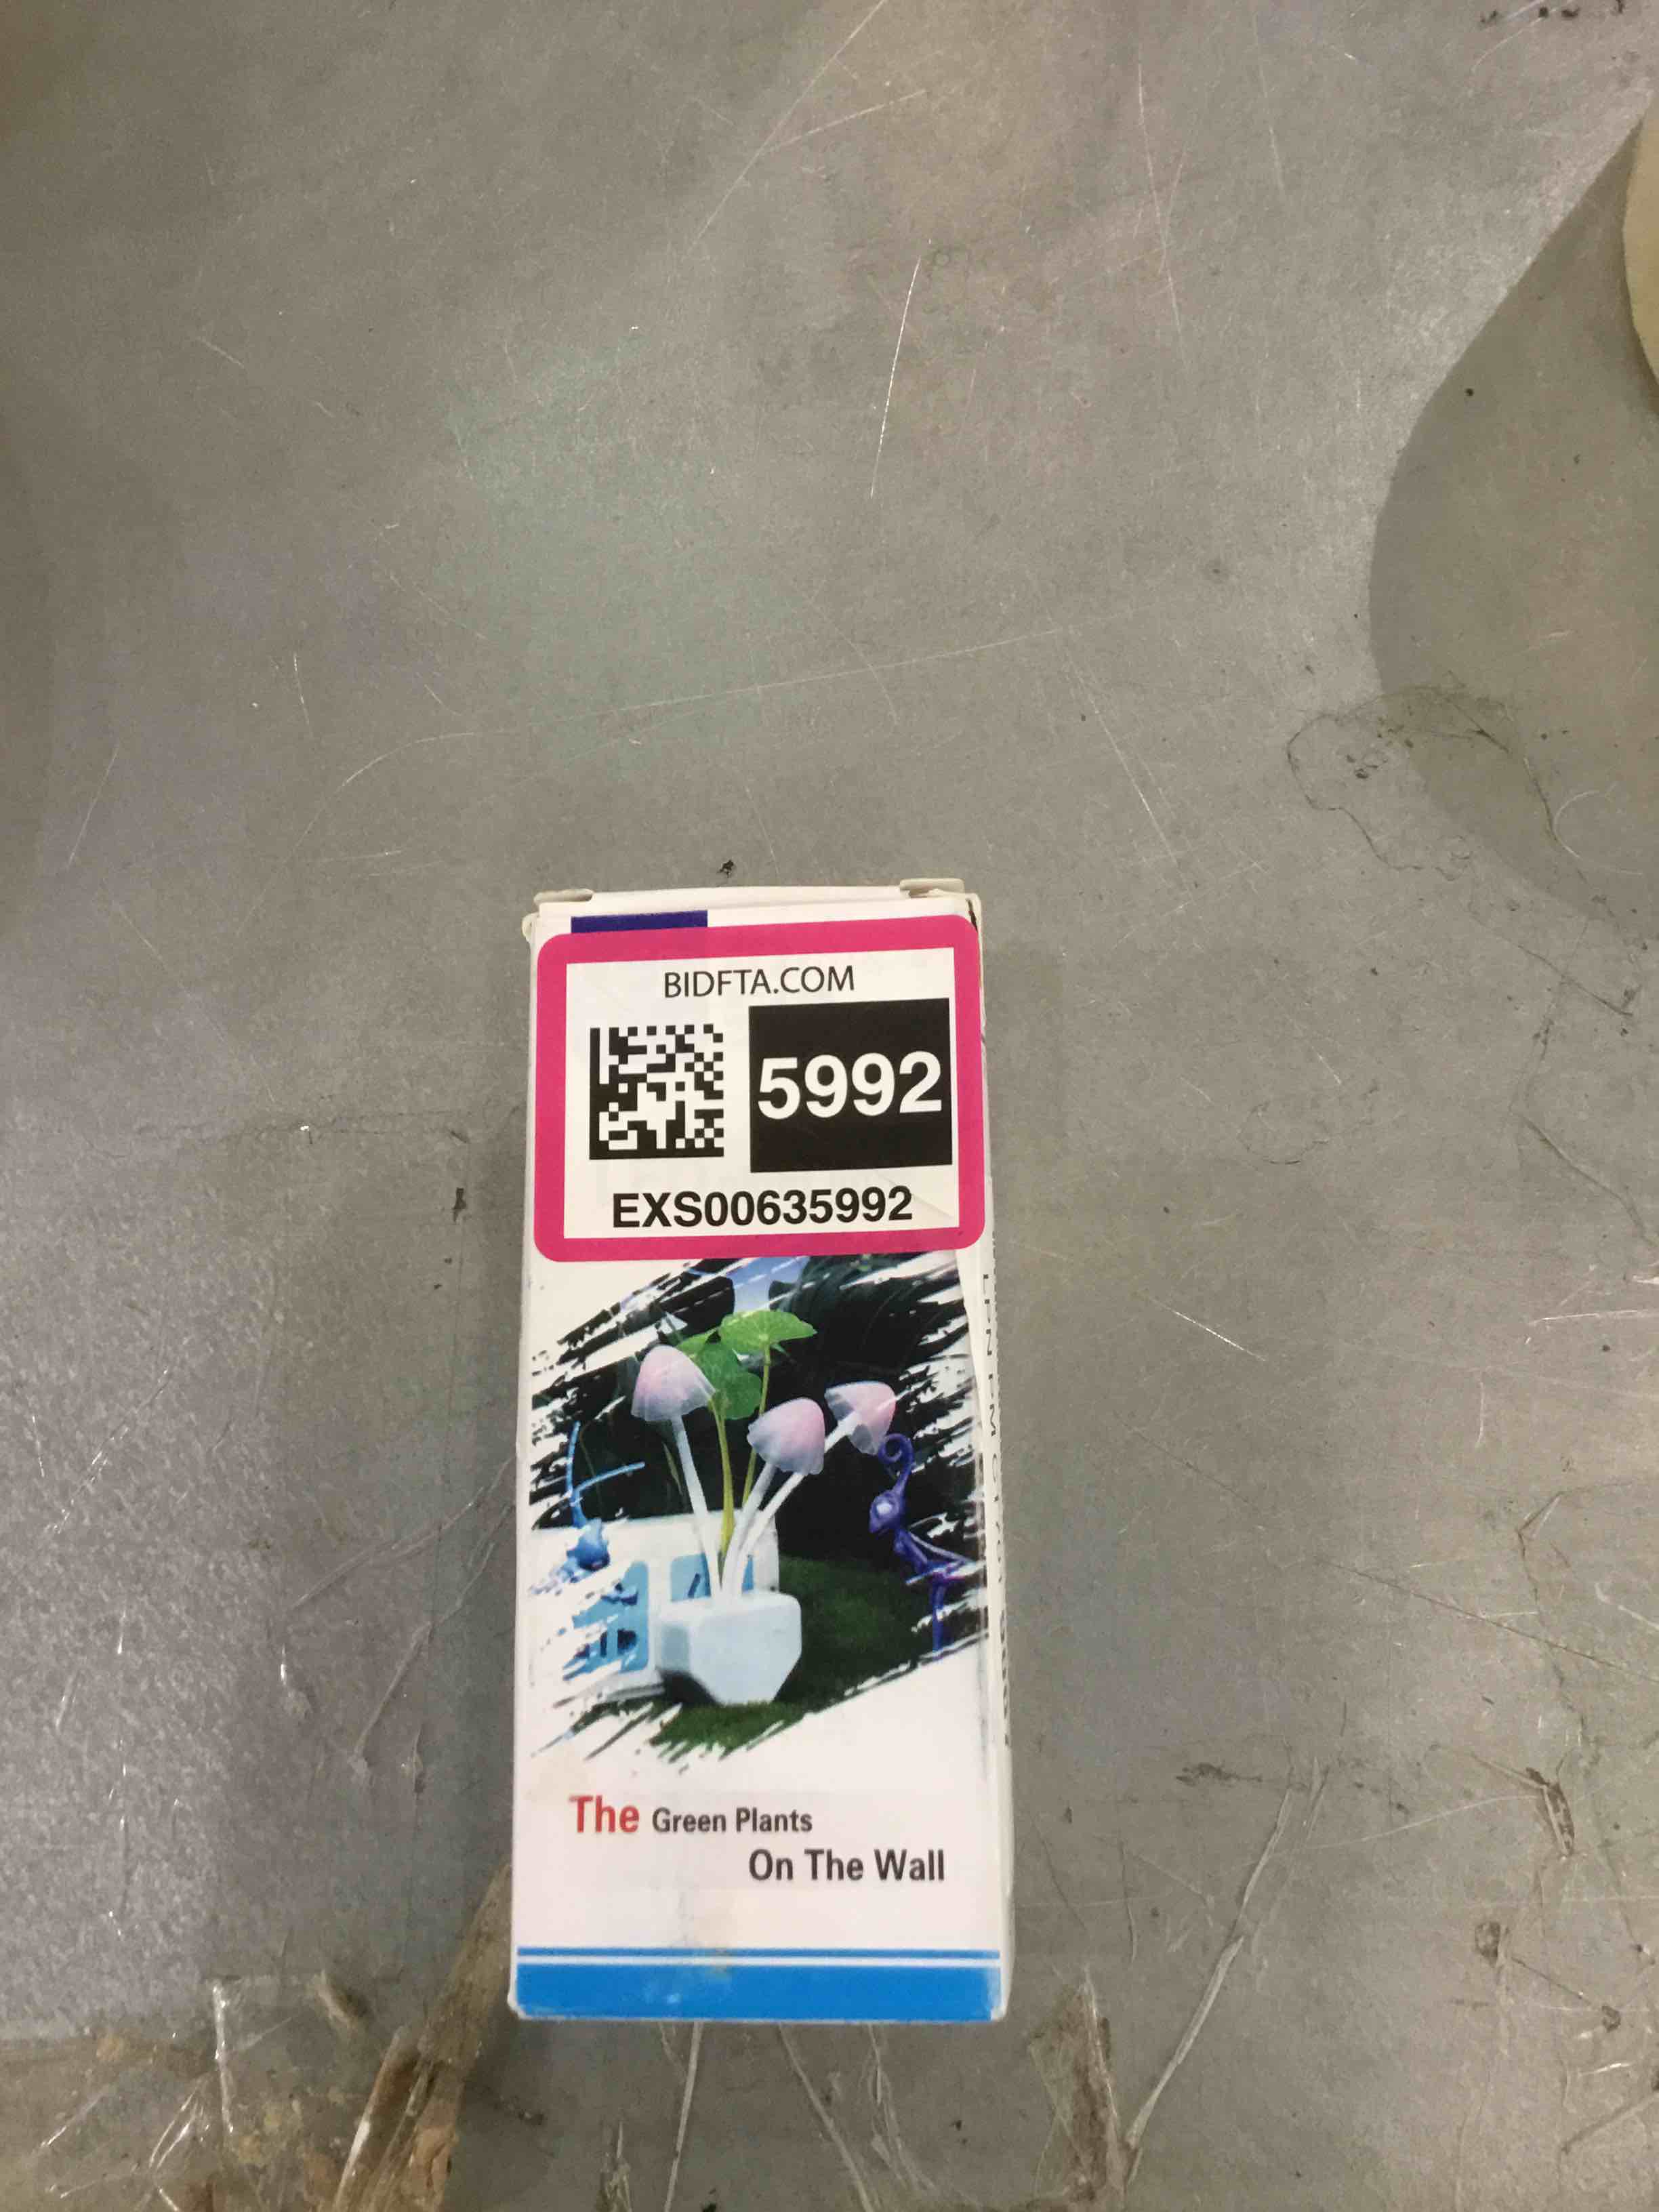 BIDFTA.COM
5992
EXS00635992
The Green Plants
On The Wall